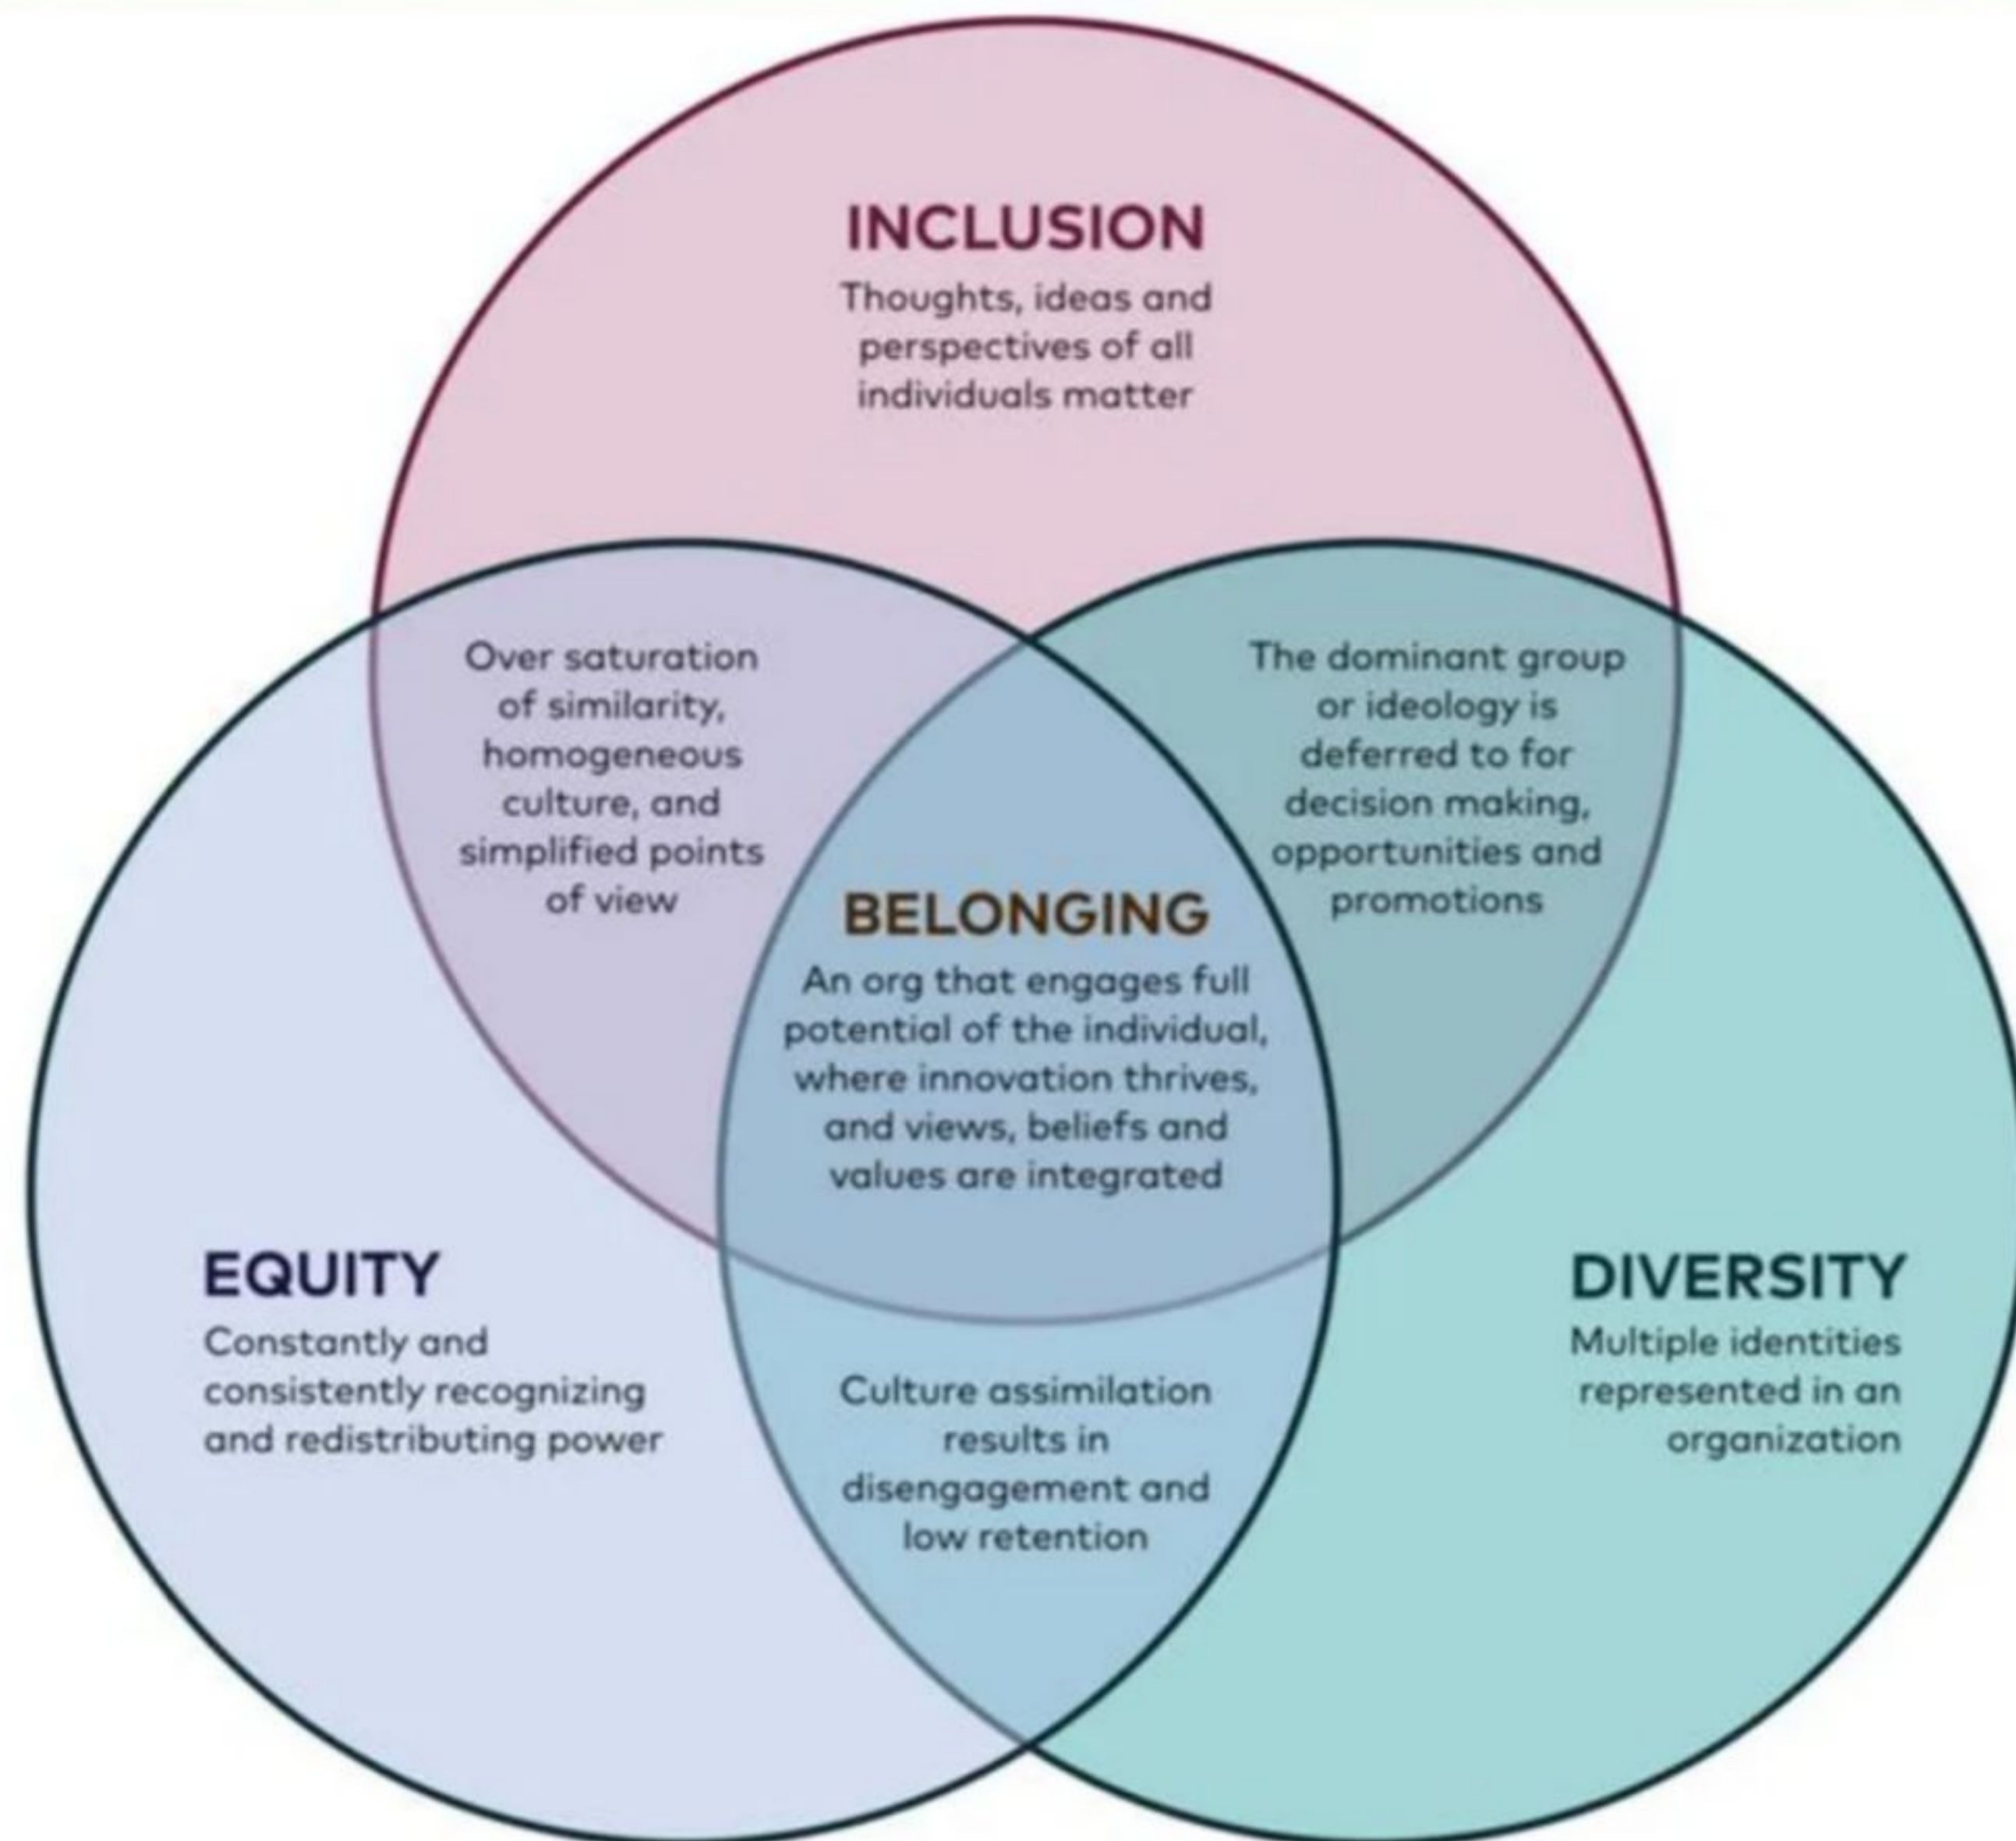 INCLUSION
Thoughts, ideas and
perspectives of all
individuals matter
Over saturation
of similarity,
homogeneous
culture, and
simplified points
of view
The dominant group
or ideology is
deferred to for
decision making,
opportunities and
promotions
BELONGING
An org that engages full
potential of the individual,
where innovation thrives,
and views, beliefs and
values are integrated
EQUITY
Constantly and
consistently recognizing
and redistributing power
Culture assimilation
results in
disengagement and
low retention
DIVERSITY
Multiple identities
represented in an
organization